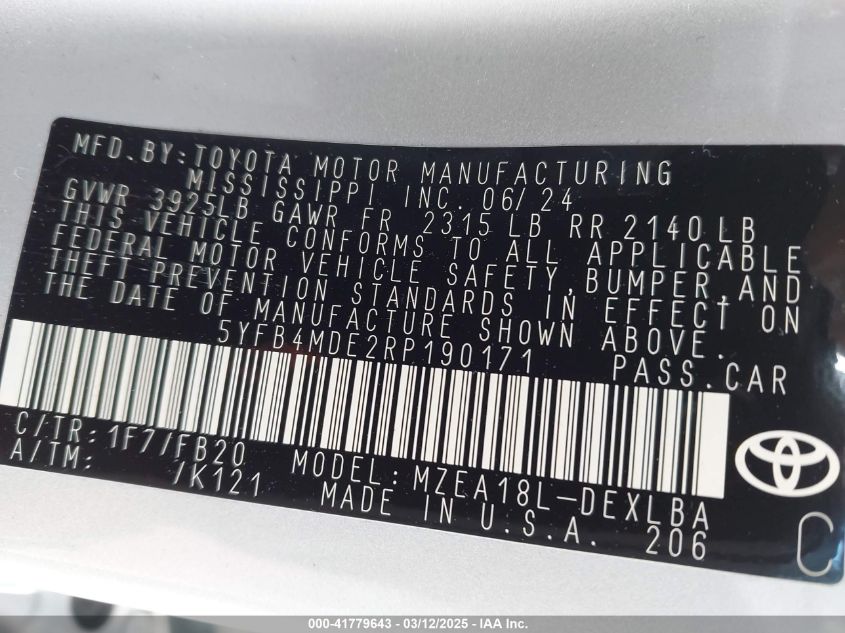 MFD. BY: TOYOTA MOTOR MANUFACTURING
MISSISSIPPI INC. 06/24
GVWR 3925LB GAWR FR 2315 LB RR 2140 LB
THIS VEHICLE CONFORMS TO ALL APPLICABLE
FEDERAL MOTOR VEHICLE SAFETY, BUMPER, AND
THEFT PREVENTION STANDARDS IN EFFECT ON
THE DATE OF MANUFACTURE SHOWN ABOVE.
5YFB4MDE2RP190171 PASS. CAR
C/TR: 1F7/FB20 MODEL: MZEA18L-DEXLBA
A/TM: /K121 MADE IN U.S.A. 206
C
000-41779643 - 03/12/2025 - IAA Inc.